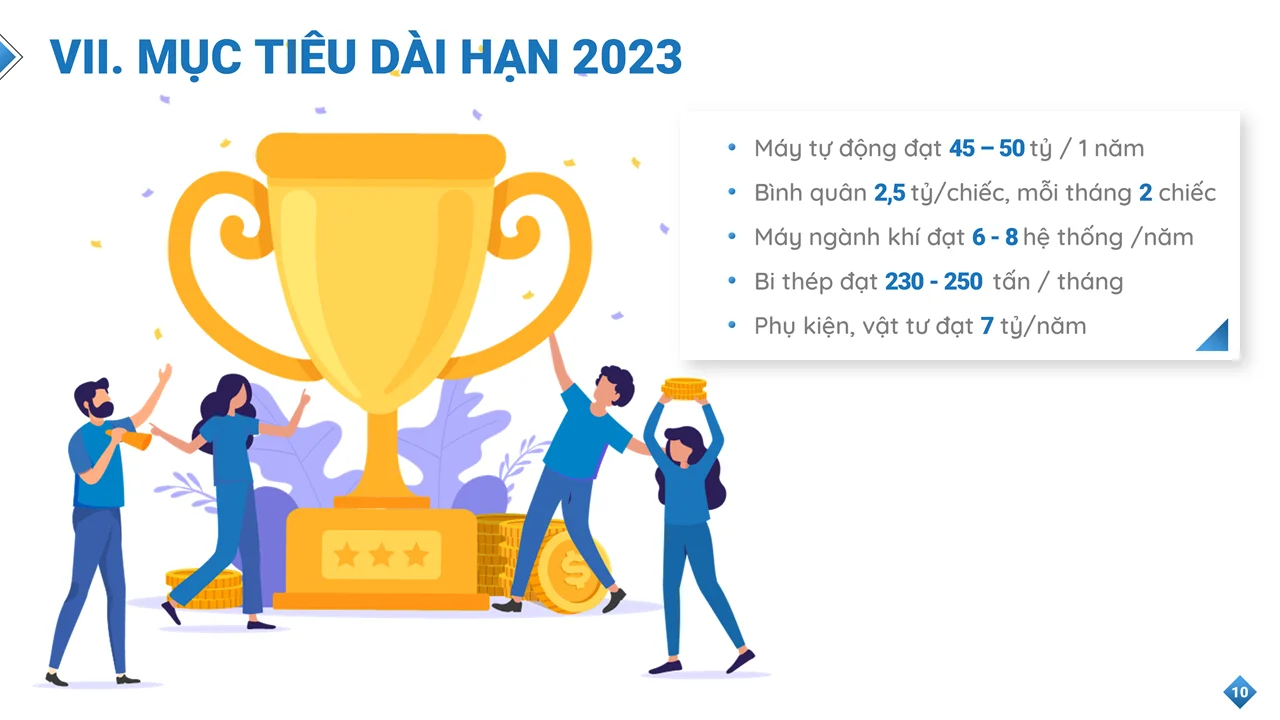 VII. MỤC TIÊU DÀI HẠN 2023
• Máy tự động đạt 45 – 50 tỷ / 1 năm
• Bình quân 2,5 tỷ/chiếc, mỗi tháng 2 chiếc
• Máy ngành khí đạt 6 - 8 hệ thống /năm
• Bi thép đạt 230 - 250 tấn / tháng
• Phụ kiện, vật tư đạt 7 tỷ/năm
$
10